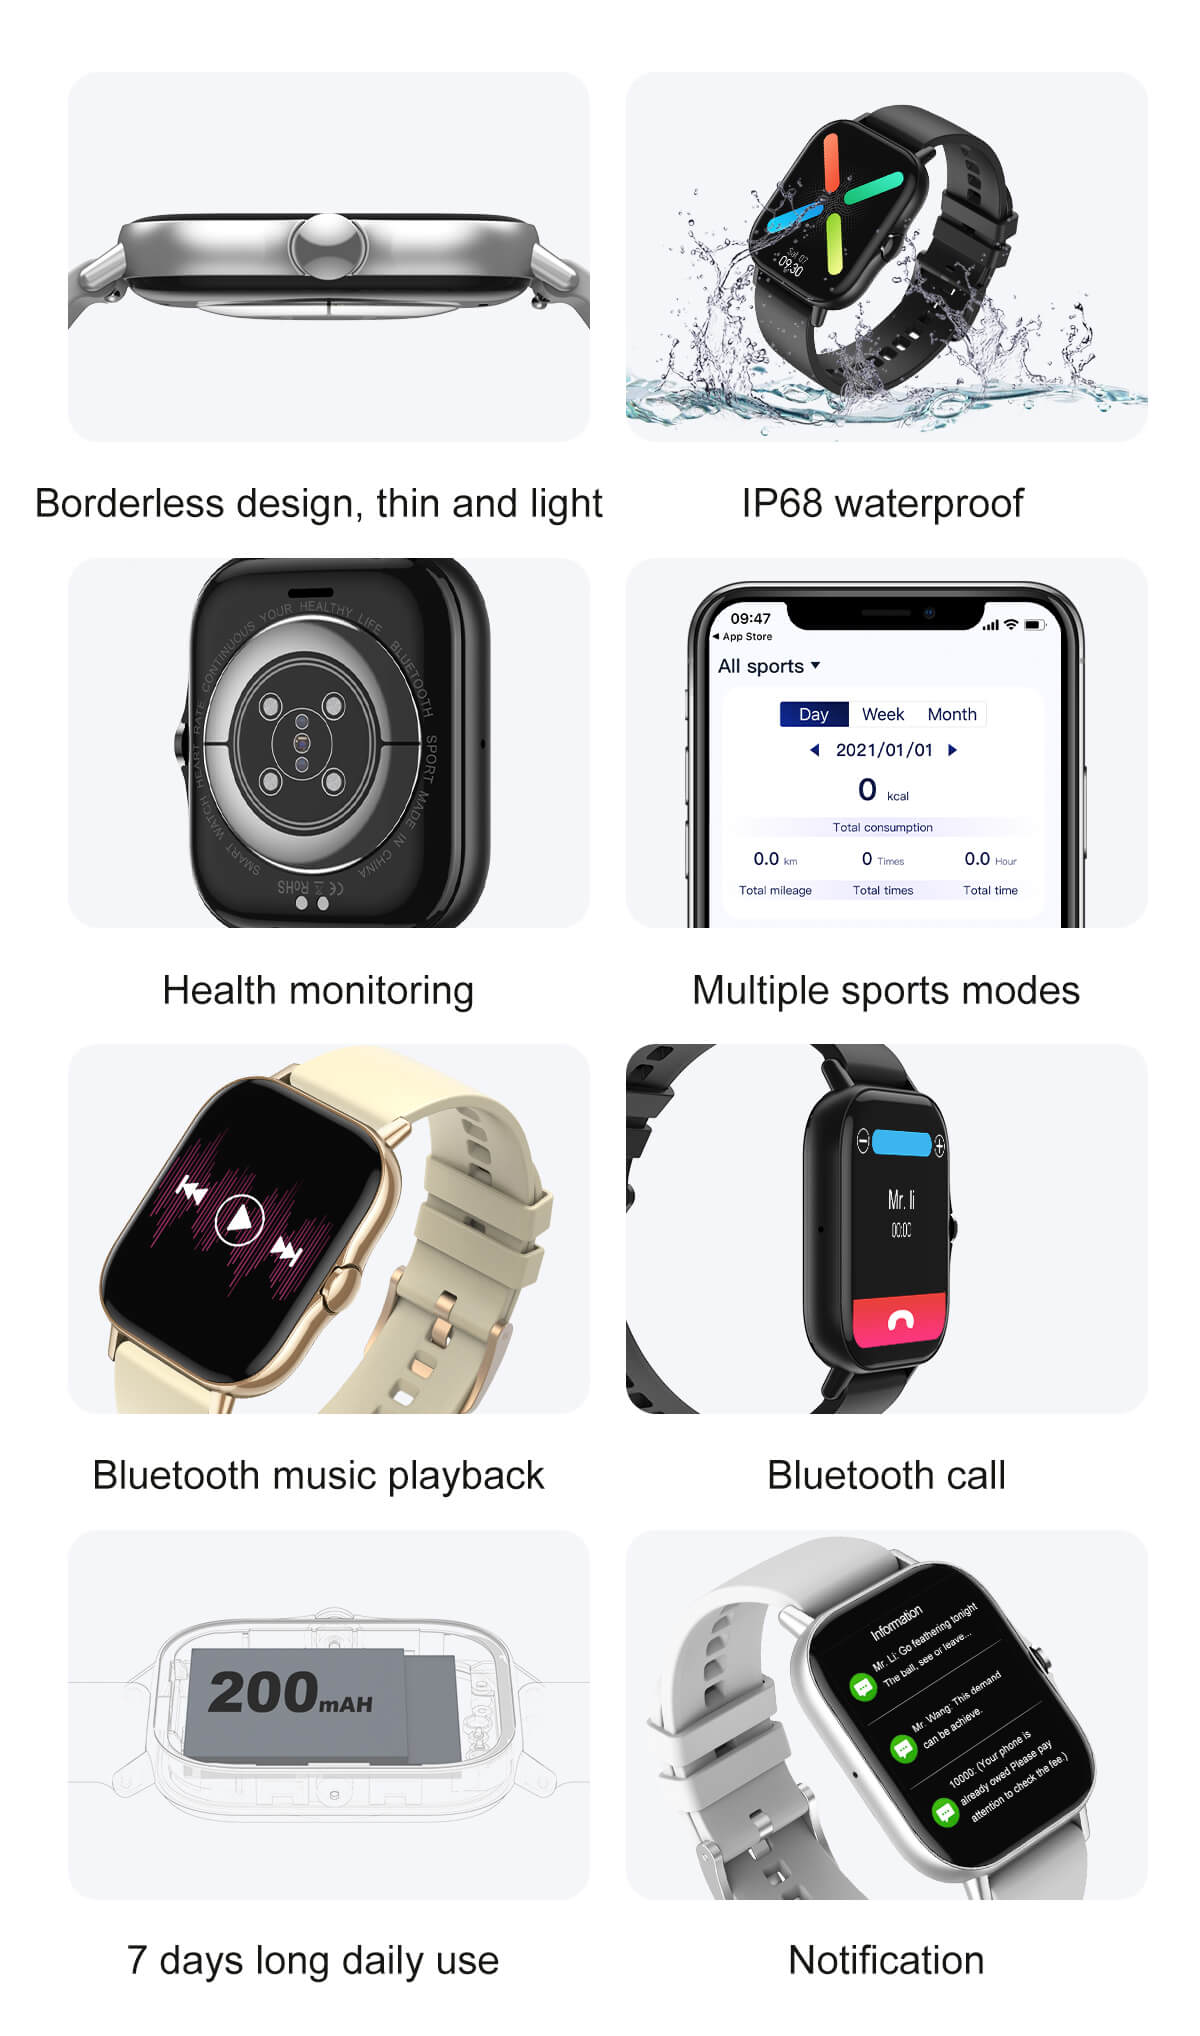 Sat, 07
09:30
Borderless design, thin and light
IP68 waterproof
CONTINUOUS YOUR HEALTHY LIFE
BLUETOOTH SPORT MADE IN CHINA
SMART WATCH HEART RATE
CE RoHS
09:47
App Store
All sports
Day Week Month
2021/01/01
0 kcal
Total consumption
0.0 km 0 Times 0.0 Hour
Total mileage Total times Total time
Health monitoring
Multiple sports modes
Mr. li
00:00
Bluetooth music playback
Bluetooth call
200mAH
Information
Mr. Li: Go feathering tonight
The ball, see or leave...
Mr. Wang: This demand
can be achieve.
10000: (Your phone is
already owed Please pay
attention to check the fee.)
7 days long daily use
Notification